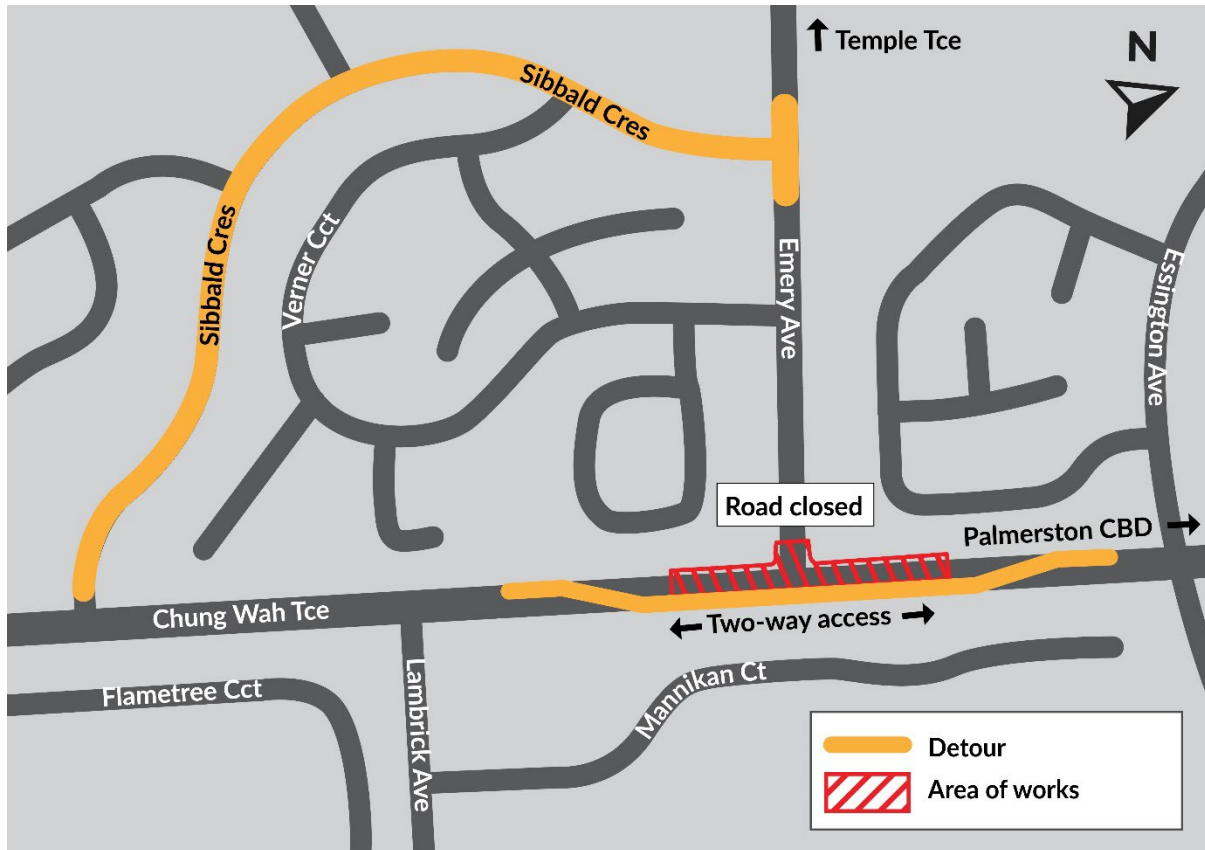 Temple Tce
N
Sibbald Cres
Sibbald Cres
Verner Cct
Emery Ave
Essington Ave
Road closed
Palmerston CBD
Chung Wah Tce
Two-way access
Flametree Cct
Lambrick Ave
Mannikan Ct
Detour
Area of works